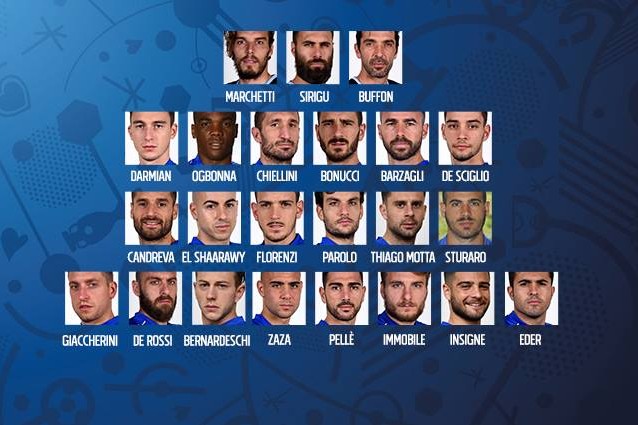 MARCHETTI SIRIGU BUFFON
DARMIAN OGBONNA CHIELLINI BONUCCI BARZAGLI DE SCIGLIO
CANDREVA EL SHAARAWY FLORENZI PAROLO THIAGO MOTTA STURARO
GIACCHERINI DE ROSSI BERNARDESCHI ZAZA PELLÈ IMMOBILE INSIGNE EDER